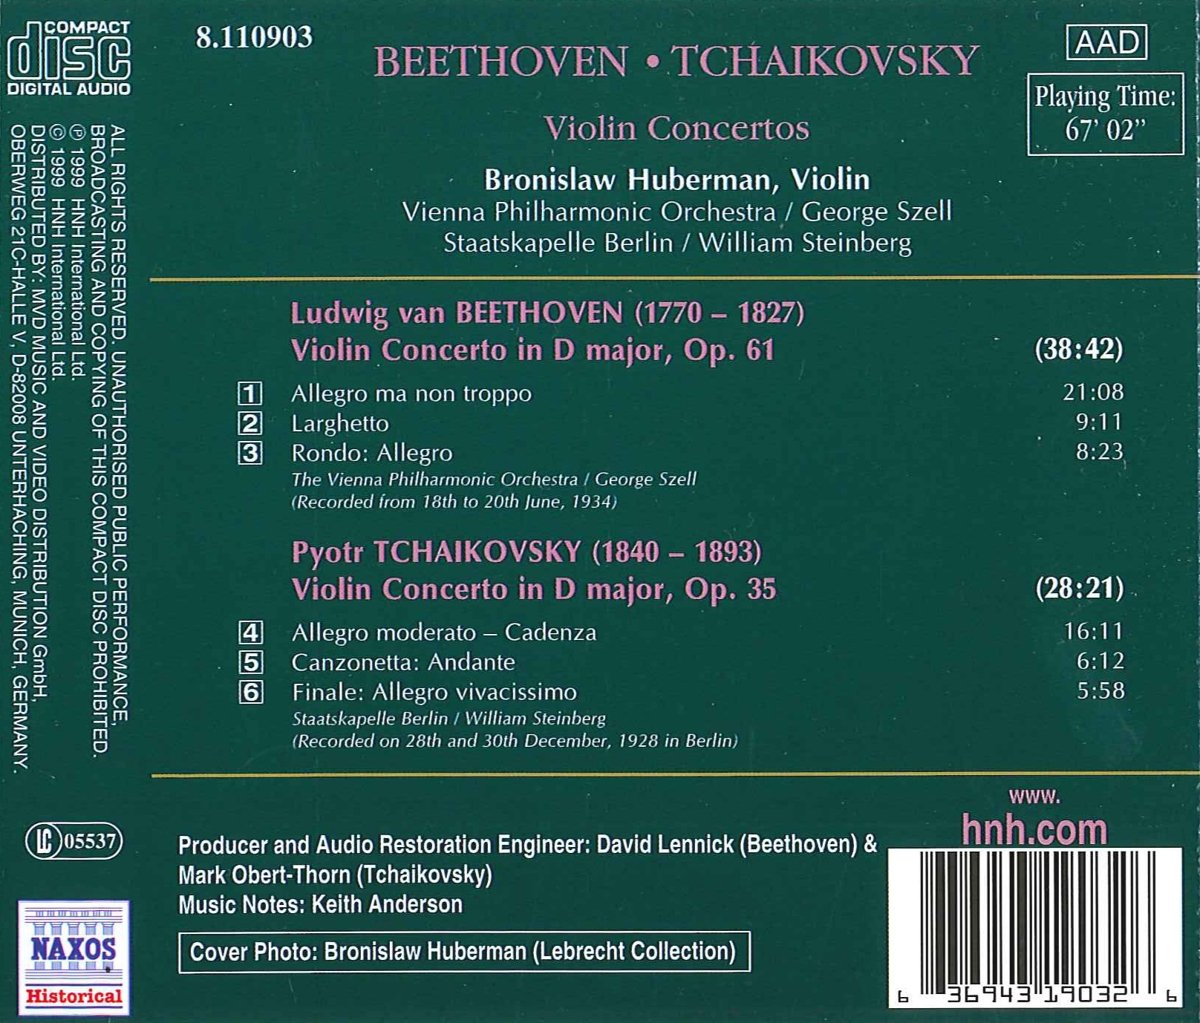 COMPACT
disc
DIGITAL AUDIO
8.110903
BEETHOVEN • TCHAIKOVSKY
AAD
Playing Time:
67’ 02”
Violin Concertos
Bronislaw Huberman, Violin
Vienna Philharmonic Orchestra / George Szell
Staatskapelle Berlin / William Steinberg
Ludwig van BEETHOVEN (1770 – 1827)
Violin Concerto in D major, Op. 61 (38:42)
1 Allegro ma non troppo 21:08
2 Larghetto 9:11
3 Rondo: Allegro 8:23
The Vienna Philharmonic Orchestra / George Szell
(Recorded from 18th to 20th June, 1934)
Pyotr TCHAIKOVSKY (1840 – 1893)
Violin Concerto in D major, Op. 35 (28:21)
4 Allegro moderato – Cadenza 16:11
5 Canzonetta: Andante 6:12
6 Finale: Allegro vivacissimo 5:58
Staatskapelle Berlin / William Steinberg
(Recorded on 28th and 30th December, 1928 in Berlin)
ALL RIGHTS RESERVED. UNAUTHORISED PUBLIC PERFORMANCE,
BROADCASTING AND COPYING OF THIS COMPACT DISC PROHIBITED.
℗ 1999 HNH International Ltd.
© 1999 HNH International Ltd.
DISTRIBUTED BY: MVD MUSIC AND VIDEO DISTRIBUTION GmbH,
OBERWEG 21C-HALLE V, D-82008 UNTERHACHING, MUNICH, GERMANY.
LC 05537
NAXOS
Historical
Producer and Audio Restoration Engineer: David Lennick (Beethoven) &
Mark Obert-Thorn (Tchaikovsky)
Music Notes: Keith Anderson
Cover Photo: Bronislaw Huberman (Lebrecht Collection)
www.
hnh.com
6 36943 19032 6